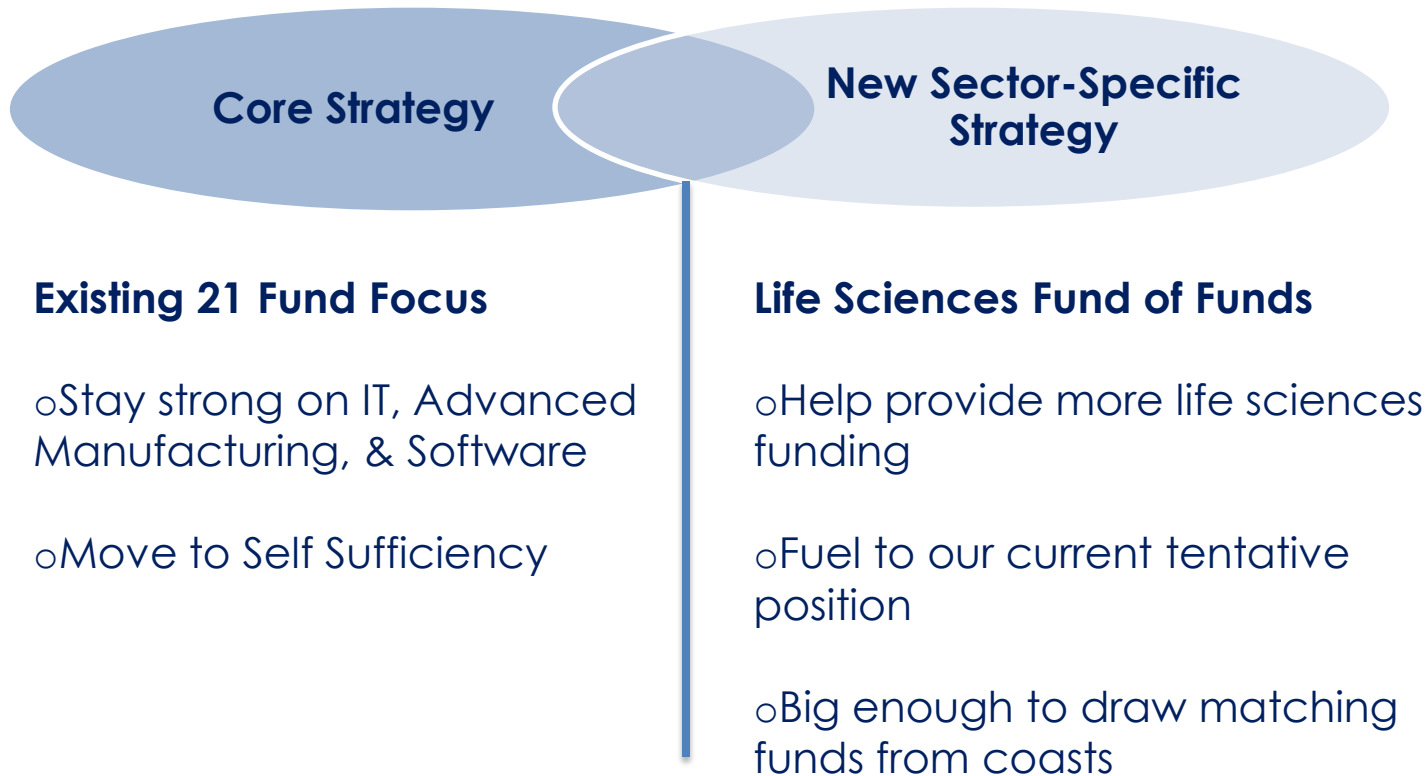 Core Strategy
New Sector-Specific
Strategy
Existing 21 Fund Focus
oStay strong on IT, Advanced
Manufacturing, & Software
oMove to Self Sufficiency
Life Sciences Fund of Funds
oHelp provide more life sciences
funding
oFuel to our current tentative
position
oBig enough to draw matching
funds from coasts